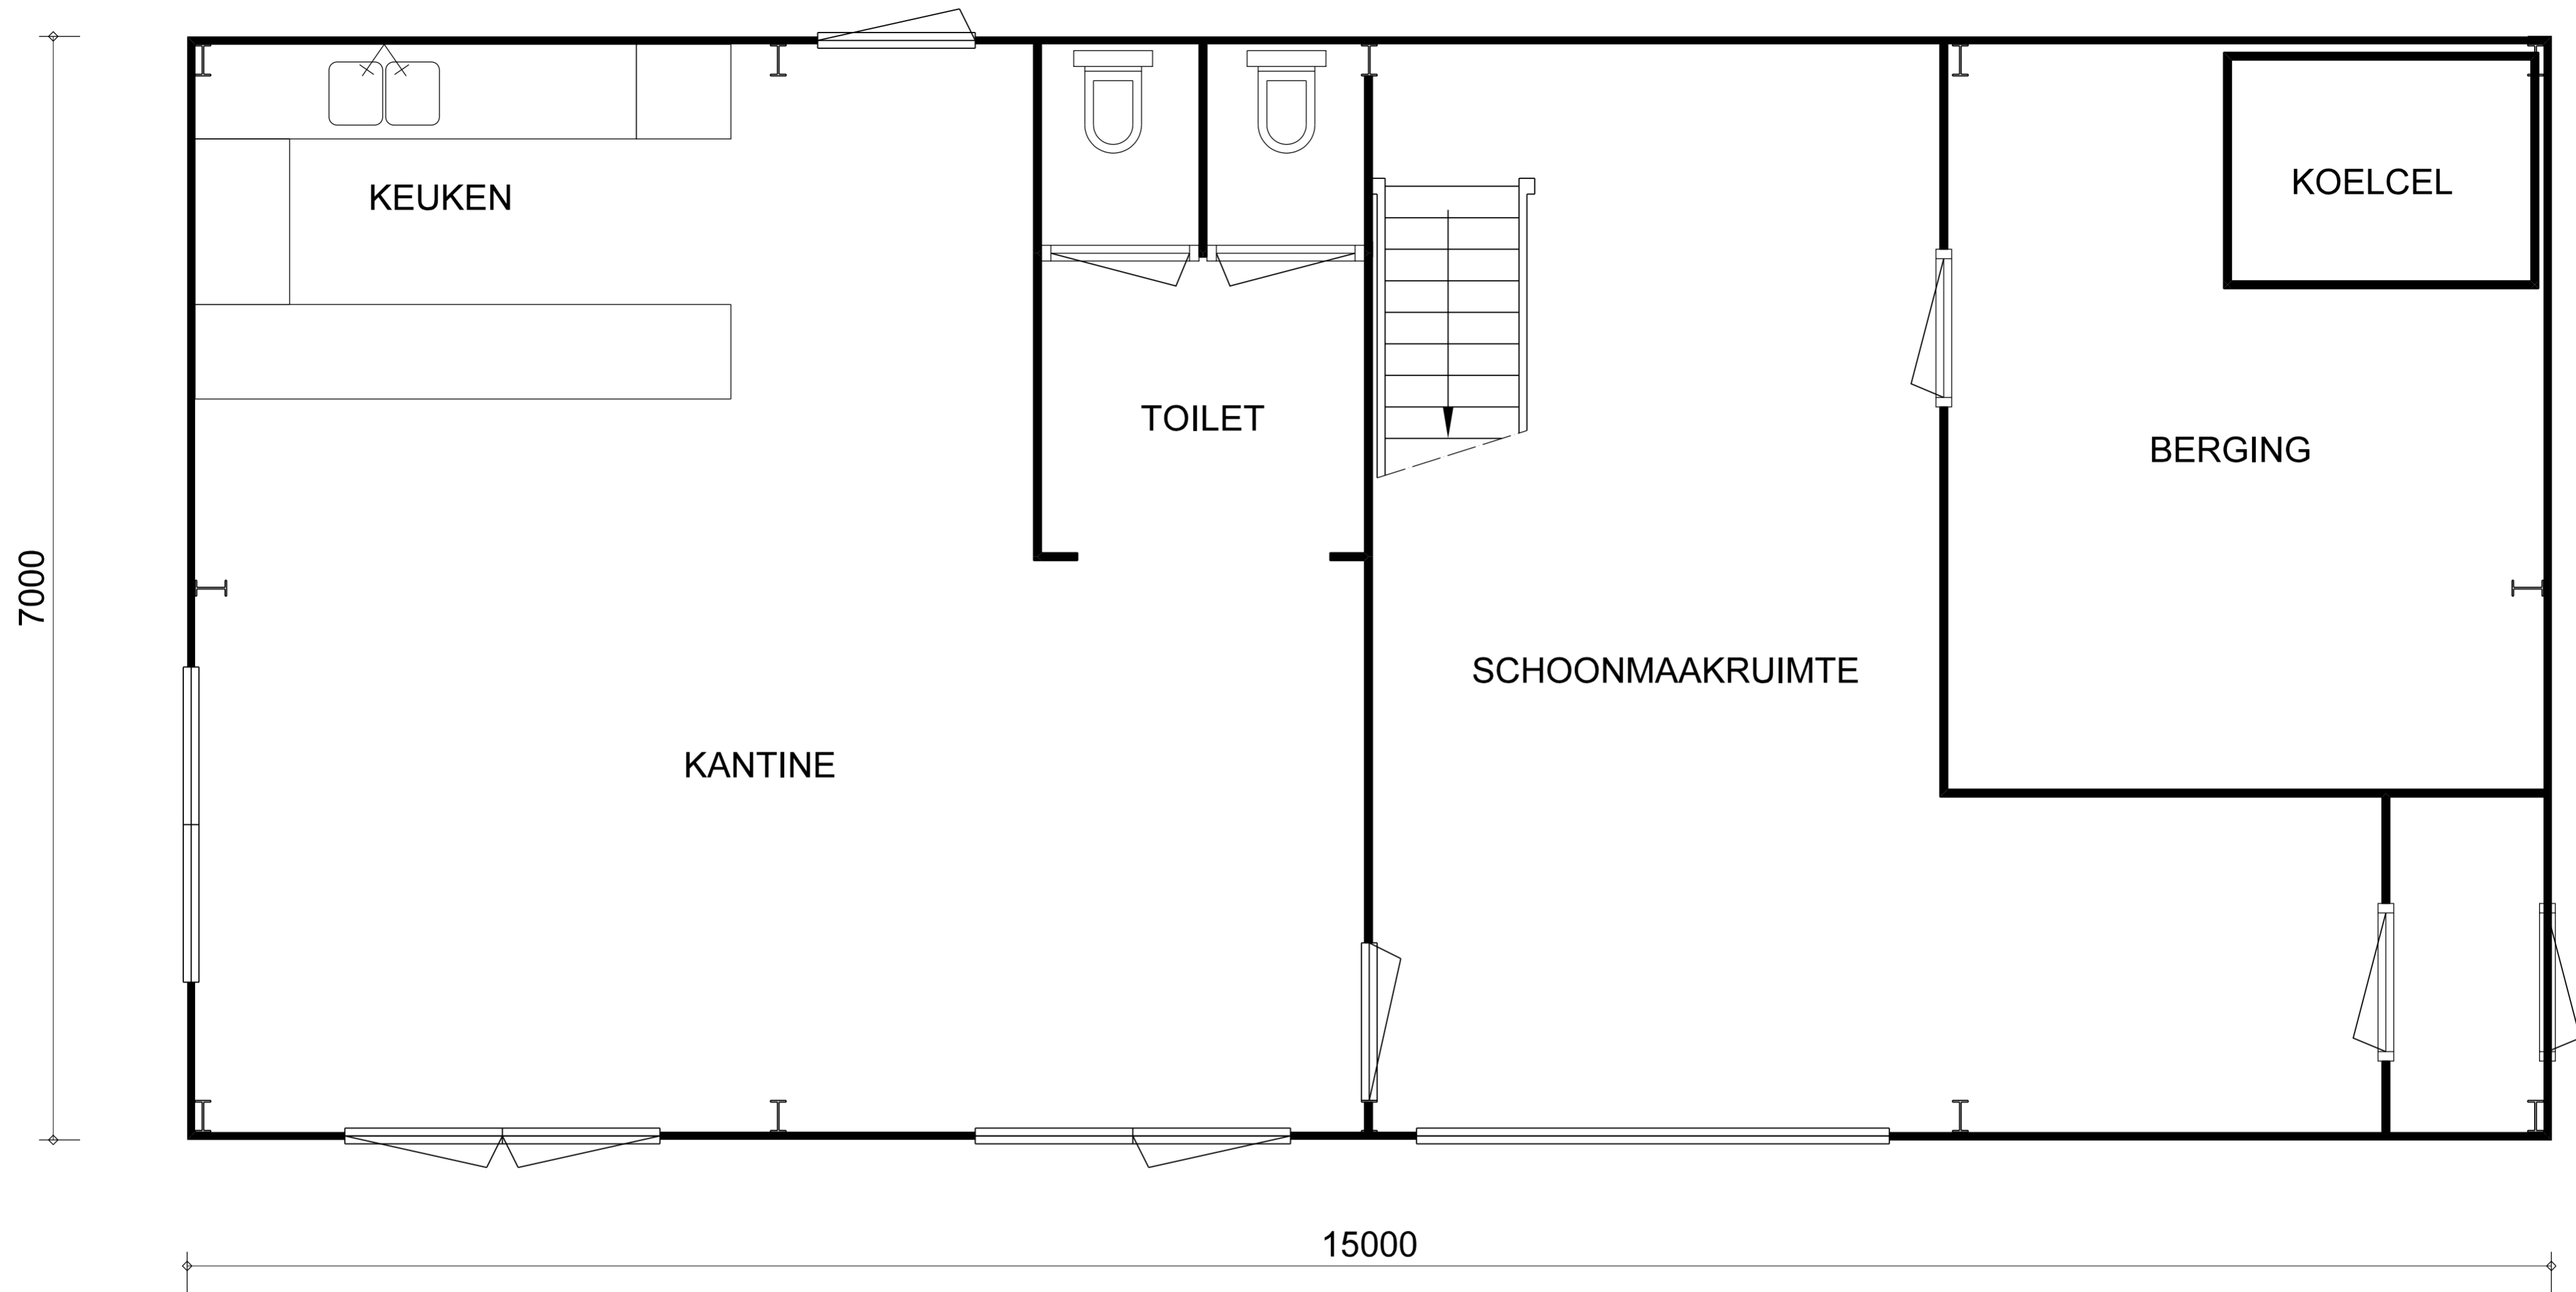 KEUKEN
KOELCEL
TOILET
BERGING
7000
SCHOONMAAKRUIMTE
KANTINE
15000